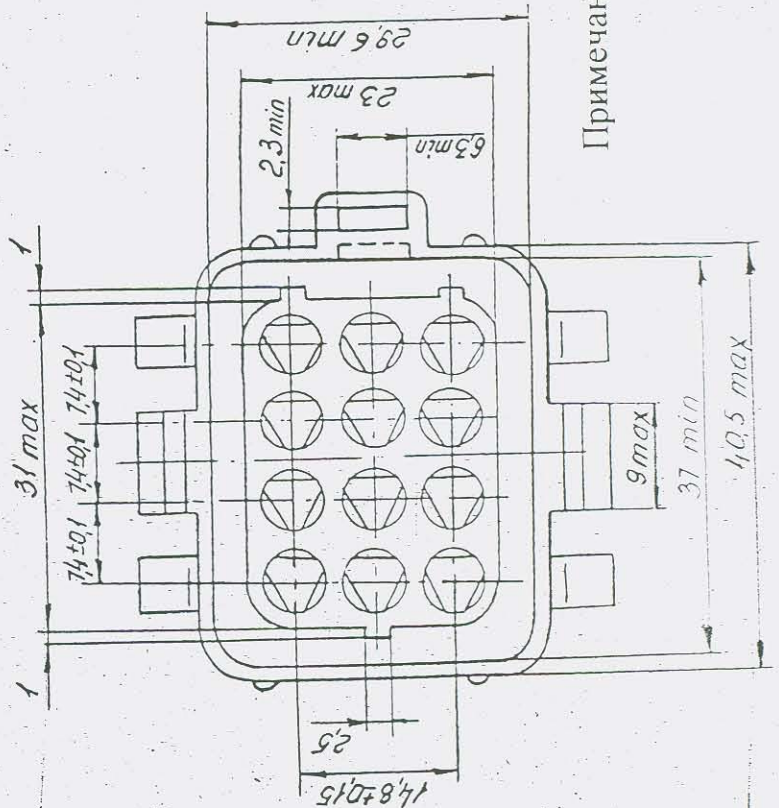 1
31 max
7,4±0,1
7,4±0,1
7,4±0,1
1
29,6 min
23 max
2,3 min
6,3 min
Примечан
2,5
14,8±0,15
9 max
37 min
40,5 max